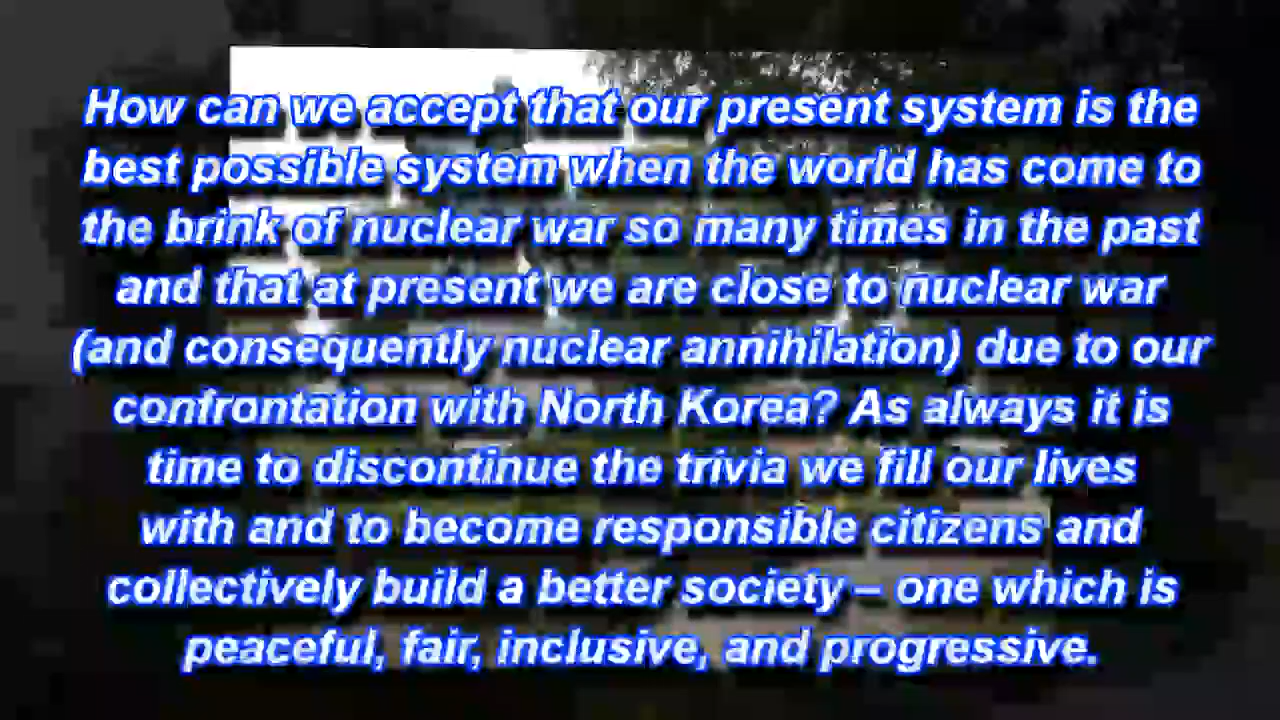 How can we accept that our present system is the
best possible system when the world has come to
the brink of nuclear war so many times in the past
and that at present we are close to nuclear war
(and consequently nuclear annihilation) due to our
confrontation with North Korea? As always it is
time to discontinue the trivia we fill our lives
with and to become responsible citizens and
collectively build a better society – one which is
peaceful, fair, inclusive, and progressive.